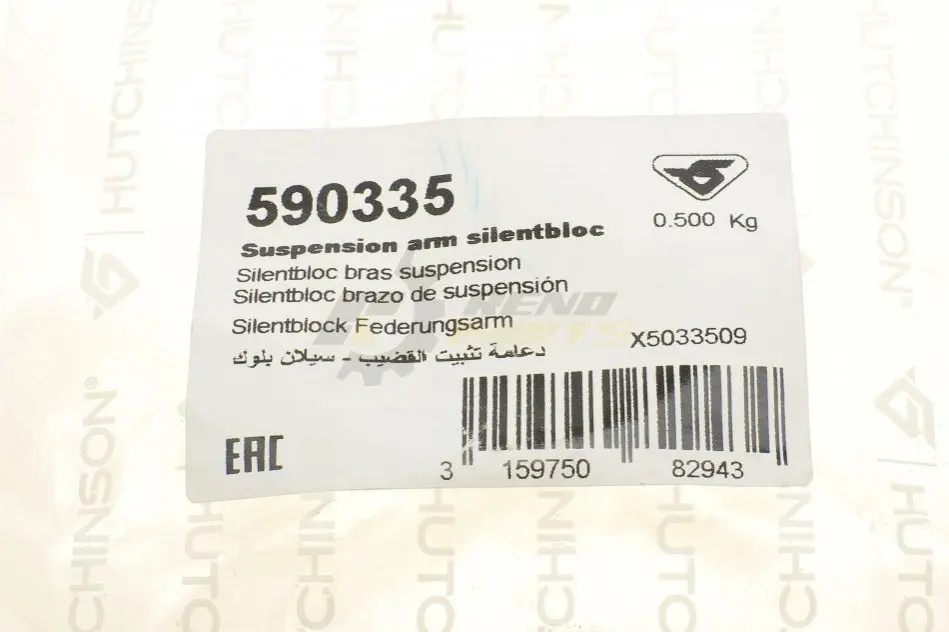 590335
0.500 Kg
Suspension arm silentbloc
Silentbloc bras suspension
Silentbloc brazo de suspensión
Silentblock Federungsarm
X5033509
دعامة تثبيت القضيب - سيلان بلوك
EAC
3 159750 82943
HUTCHINSON®
HUTCHINSON®
HUTCHINSON®
HUTCHINSON